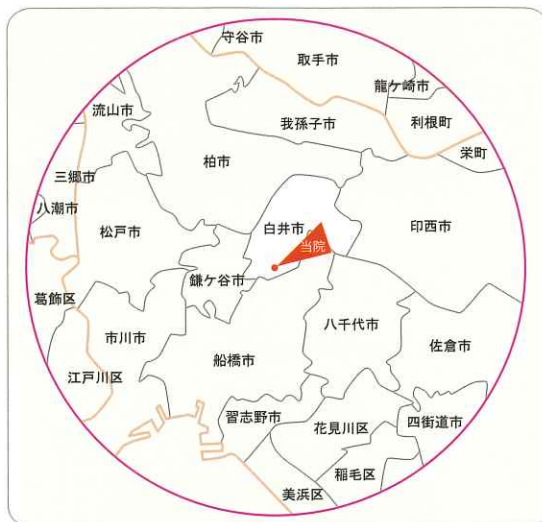 守谷市
取手市
龍ケ崎市
流山市
我孫子市
利根町
栄町
柏市
三郷市
八潮市
松戸市
白井市
当院
印西市
鎌ケ谷市
葛飾区
市川市
船橋市
八千代市
佐倉市
江戸川区
習志野市
花見川区
四街道市
稲毛区
美浜区